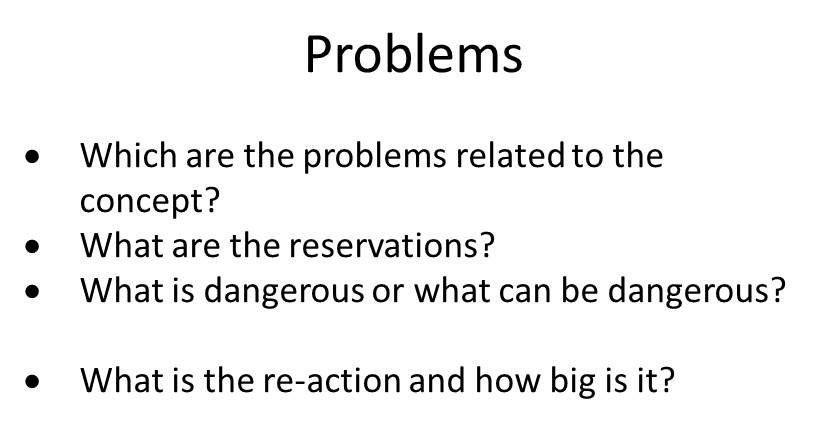 Problems
• Which are the problems related to the
concept?
• What are the reservations?
• What is dangerous or what can be dangerous?
• What is the re-action and how big is it?